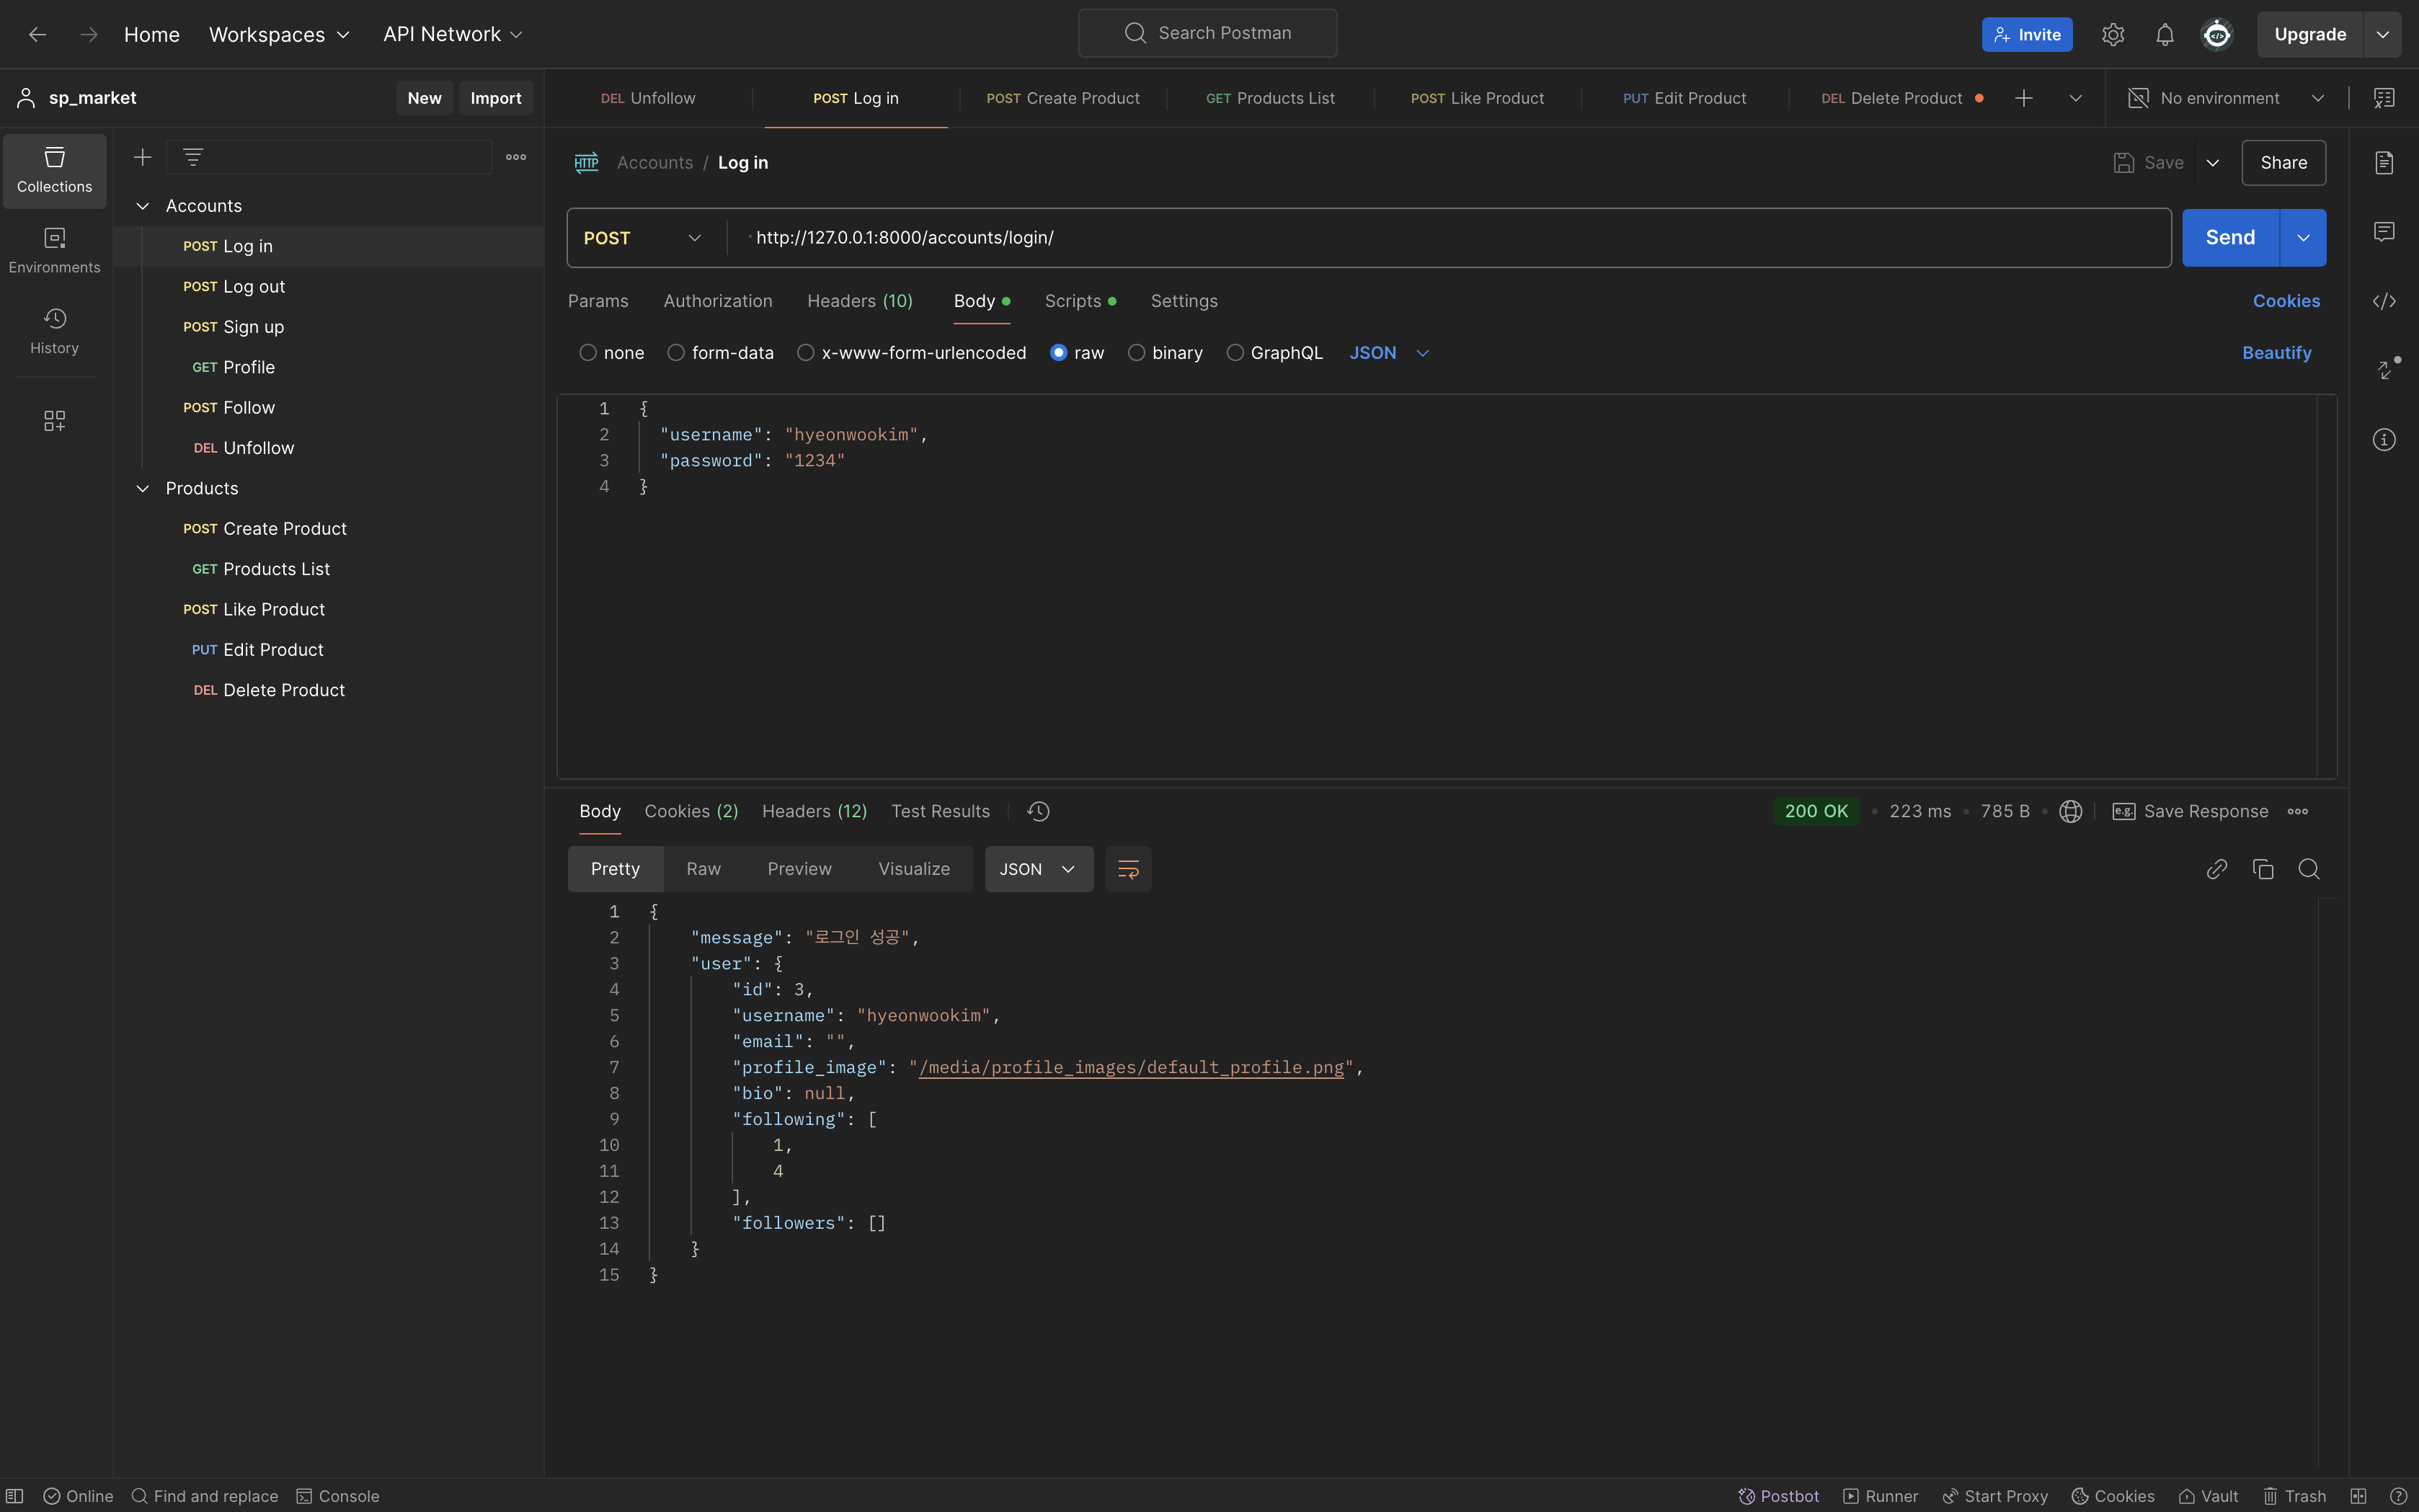 Home Workspaces API Network Search Postman Invite Upgrade
sp_market New Import
DEL Unfollow POST Log in POST Create Product GET Products List POST Like Product PUT Edit Product DEL Delete Product No environment
Collections
Environments
History
Accounts
POST Log in
POST Log out
POST Sign up
GET Profile
POST Follow
DEL Unfollow
Products
POST Create Product
GET Products List
POST Like Product
PUT Edit Product
DEL Delete Product
HTTP Accounts / Log in Save Share
POST http://127.0.0.1:8000/accounts/login/ Send
Params Authorization Headers (10) Body Scripts Settings Cookies
none form-data x-www-form-urlencoded raw binary GraphQL JSON Beautify
1 {
2 "username": "hyeonwookim",
3 "password": "1234"
4 }
Body Cookies (2) Headers (12) Test Results 200 OK 223 ms 785 B e.g. Save Response
Pretty Raw Preview Visualize JSON
1 {
2 "message": "로그인 성공",
3 "user": {
4 "id": 3,
5 "username": "hyeonwookim",
6 "email": "",
7 "profile_image": "/media/profile_images/default_profile.png",
8 "bio": null,
9 "following": [
10 1,
11 4
12 ],
13 "followers": []
14 }
15 }
Online Find and replace Console Postbot Runner Start Proxy Cookies Vault Trash